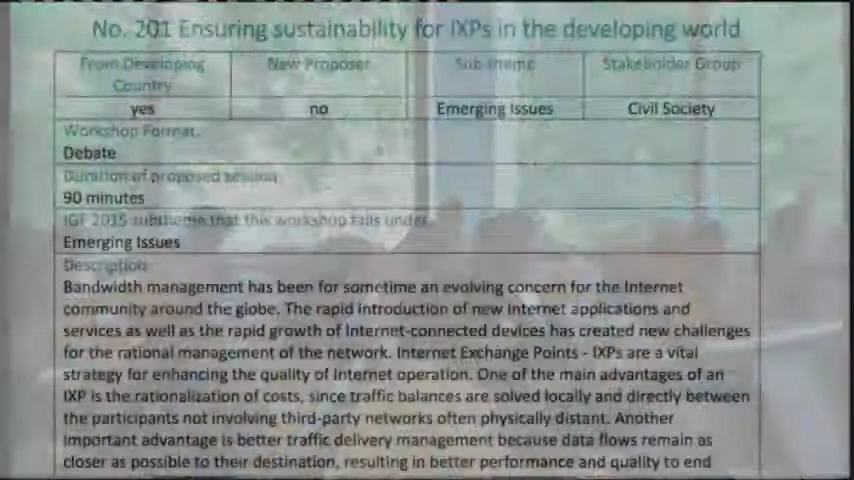 No. 201 Ensuring sustainability for IXPs in the developing world
From Developing Country
New Proposer
Sub-theme
Stakeholder Group
yes
no
Emerging Issues
Civil Society
Workshop Format
Debate
Duration of proposed session
90 minutes
IGF 2015 subtheme that this workshop falls under
Emerging Issues
Description
Bandwidth management has been for sometime an evolving concern for the Internet
community around the globe. The rapid introduction of new Internet applications and
services as well as the rapid growth of Internet-connected devices has created new challenges
for the rational management of the network. Internet Exchange Points - IXPs are a vital
strategy for enhancing the quality of Internet operation. One of the main advantages of an
IXP is the rationalization of costs, since traffic balances are solved locally and directly between
the participants not involving third-party networks often physically distant. Another
important advantage is better traffic delivery management because data flows remain as
closer as possible to their destination, resulting in better performance and quality to end